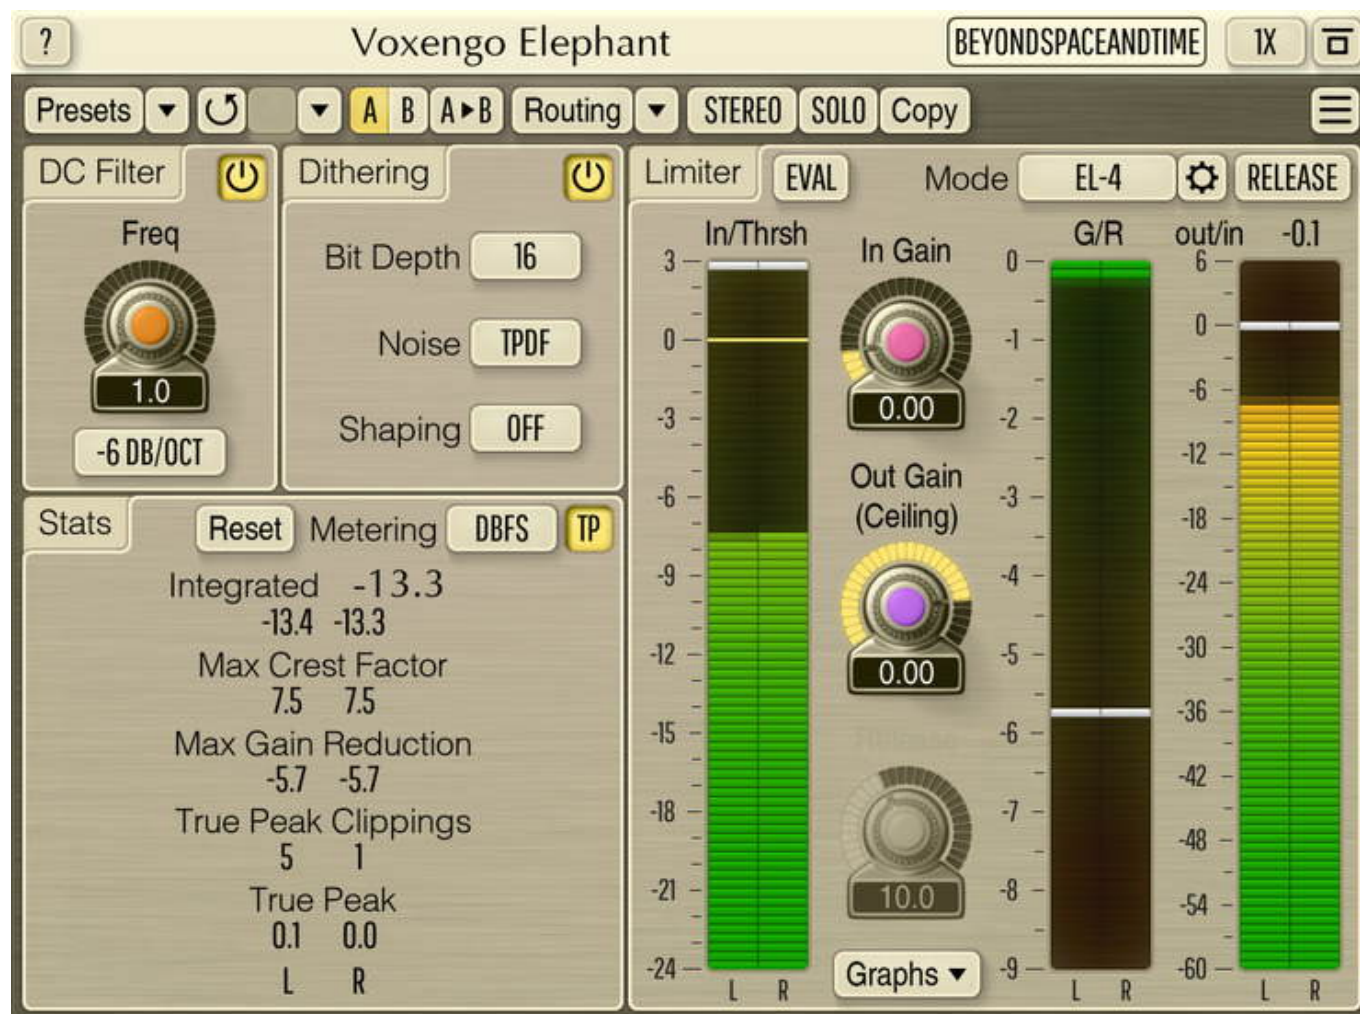 ? Voxengo Elephant BEYONDSPACEANDTIME 1X
Presets A B A▸B Routing STEREO SOLO Copy
DC Filter
Freq
1.0
-6 DB/OCT
Dithering
Bit Depth 16
Noise TPDF
Shaping OFF
Stats Reset Metering DBFS TP
Integrated -13.3
-13.4 -13.3
Max Crest Factor
7.5 7.5
Max Gain Reduction
-5.7 -5.7
True Peak Clippings
5 1
True Peak
0.1 0.0
L R
Limiter EVAL Mode EL-4 RELEASE
In/Thrsh
3
0
-3
-6
-9
-12
-15
-18
-21
-24
L R
In Gain
0.00
Out Gain
(Ceiling)
0.00
Release
10.0
Graphs ▾
G/R
0
-1
-2
-3
-4
-5
-6
-7
-8
-9
L R
out/in -0.1
6
0
-6
-12
-18
-24
-30
-36
-42
-48
-54
-60
L R